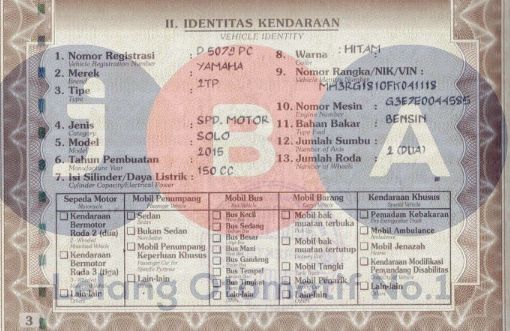 II. IDENTITAS KENDARAAN
VEHICLE IDENTITY
1. Nomor Registrasi : D 5079 PC
Vehicle Registration Number
2. Merek : YAMAHA
3. Tipe : 2TP
Type
4. Jenis : SPD. MOTOR
Category
5. Model : SOLO
Model
6. Tahun Pembuatan : 2015
Manufacture Year
7. Isi Silinder/Daya Listrik : 150 CC
Cylinder Capacity/Electrical Power
8. Warna : HITAM
Color
9. Nomor Rangka/NIK/VIN :
MH3RG1810FK041118
10. Nomor Mesin : G3E7E0044585
Engine Number
11. Bahan Bakar : BENSIN
Type Fuel
12. Jumlah Sumbu :
Number of Axis
13. Jumlah Roda : 2 (DUA)
Number of Wheels
Sepeda Motor
Motorcycle
Kendaraan Bermotor Roda 2 (dua)
Kendaraan Bermotor Roda 3 (tiga)
Lain-lain
Mobil Penumpang
Sedan
Bukan Sedan
Mobil Penumpang Keperluan Khusus
Lain-lain
Mobil Bus
Bus Kecil
Bus Sedang
Bus Besar
Bus Maxi
Bus Gandeng
Bus Tempel
Bus Tingkat
Lain-lain
Mobil Barang
Mobil bak muatan terbuka
Mobil bak muatan tertutup
Mobil Tangki
Mobil Penarik
Lain-lain
Kendaraan Khusus
Pemadam Kebakaran
Mobil Ambulance
Mobil Jenazah
Kendaraan Modifikasi Penyandang Disabilitas
Lain-lain
iBA
Lelang Otomotif No.1
3